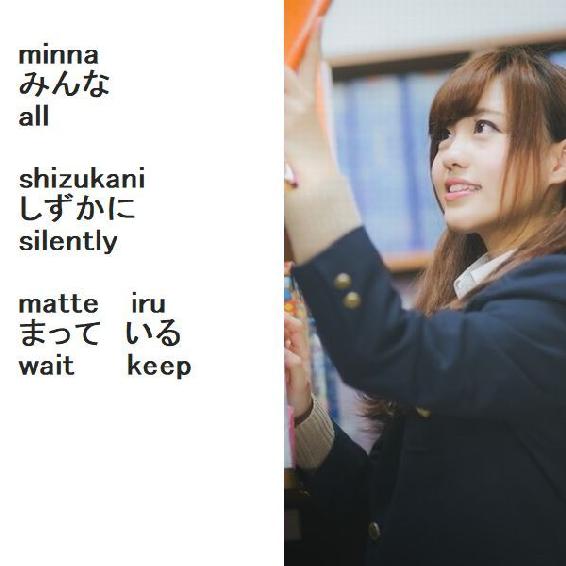 minna
みんな
all
shizukani
しずかに
silently
matte iru
まって いる
wait keep